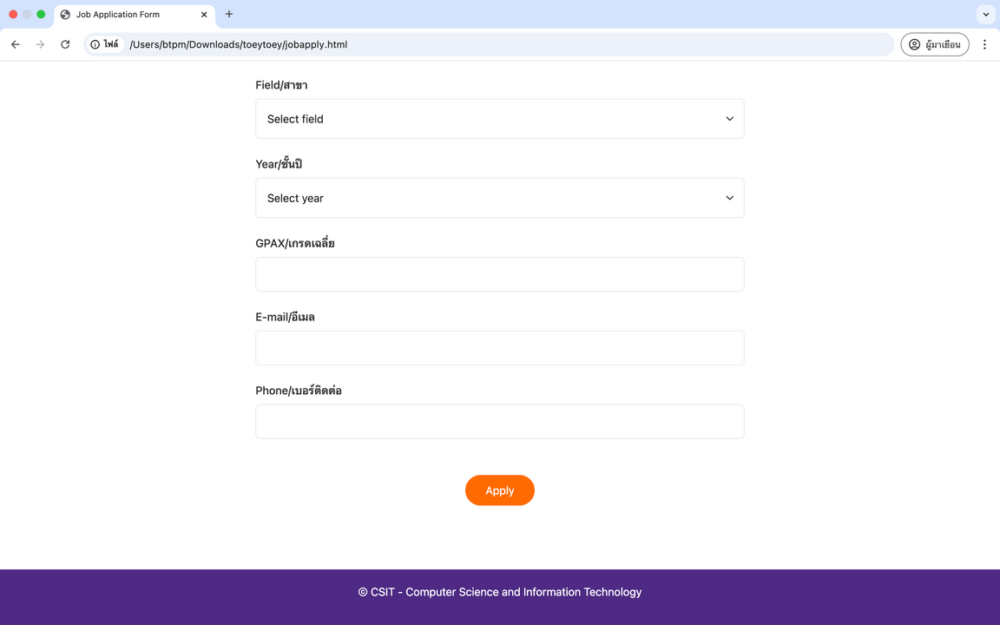 Job Application Form
ไฟล์ /Users/btpm/Downloads/toeytoey/jobapply.html ผู้มาเยือน
Field/สาขา
Select field
Year/ชั้นปี
Select year
GPAX/เกรดเฉลี่ย
E-mail/อีเมล
Phone/เบอร์ติดต่อ
Apply
© CSIT - Computer Science and Information Technology